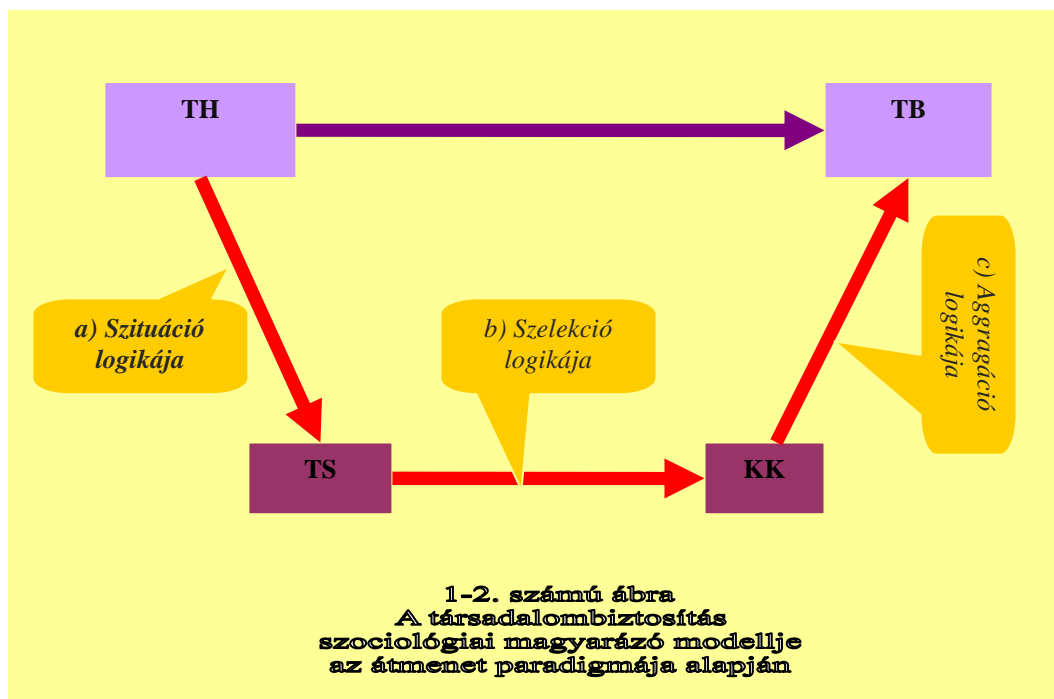 TH
TB
a) Szituáció
logikája
b) Szelekció
logikája
c) Aggragáció
logikája
TS
KK
1-2. számú ábra
A társadalombiztosítás
szociológiai magyarázó modellje
az átmenet paradigmája alapján